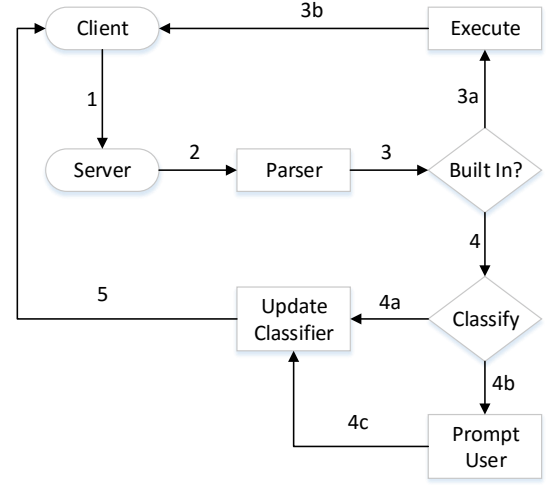 Client
3b
Execute
1
3a
Server
2
Parser
3
Built In?
4
5
Update
Classifier
4a
Classify
4b
4c
Prompt
User